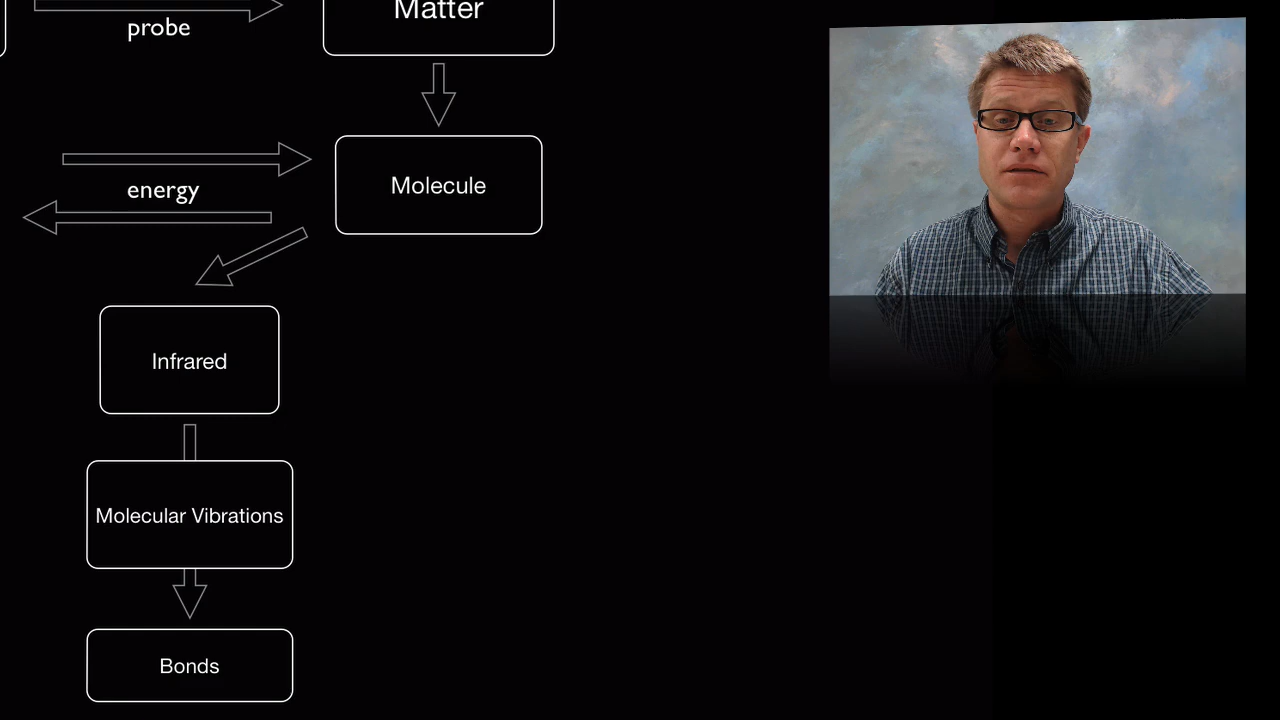 Matter
probe
Molecule
energy
Infrared
Molecular Vibrations
Bonds